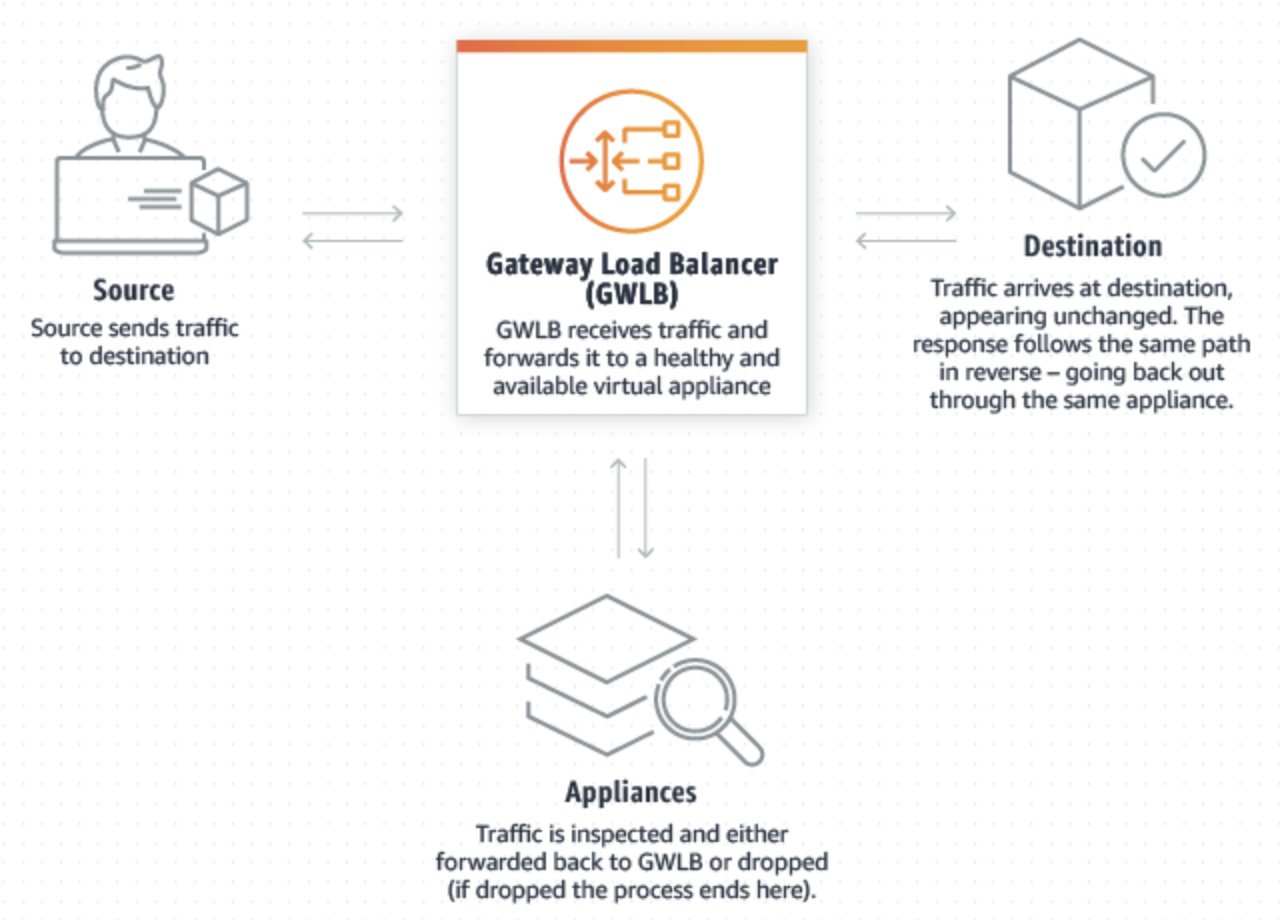 Source
Source sends traffic
to destination
Gateway Load Balancer
(GWLB)
GWLB receives traffic and
forwards it to a healthy and
available virtual appliance
Destination
Traffic arrives at destination,
appearing unchanged. The
response follows the same path
in reverse – going back out
through the same appliance.
Appliances
Traffic is inspected and either
forwarded back to GWLB or dropped
(if dropped the process ends here).